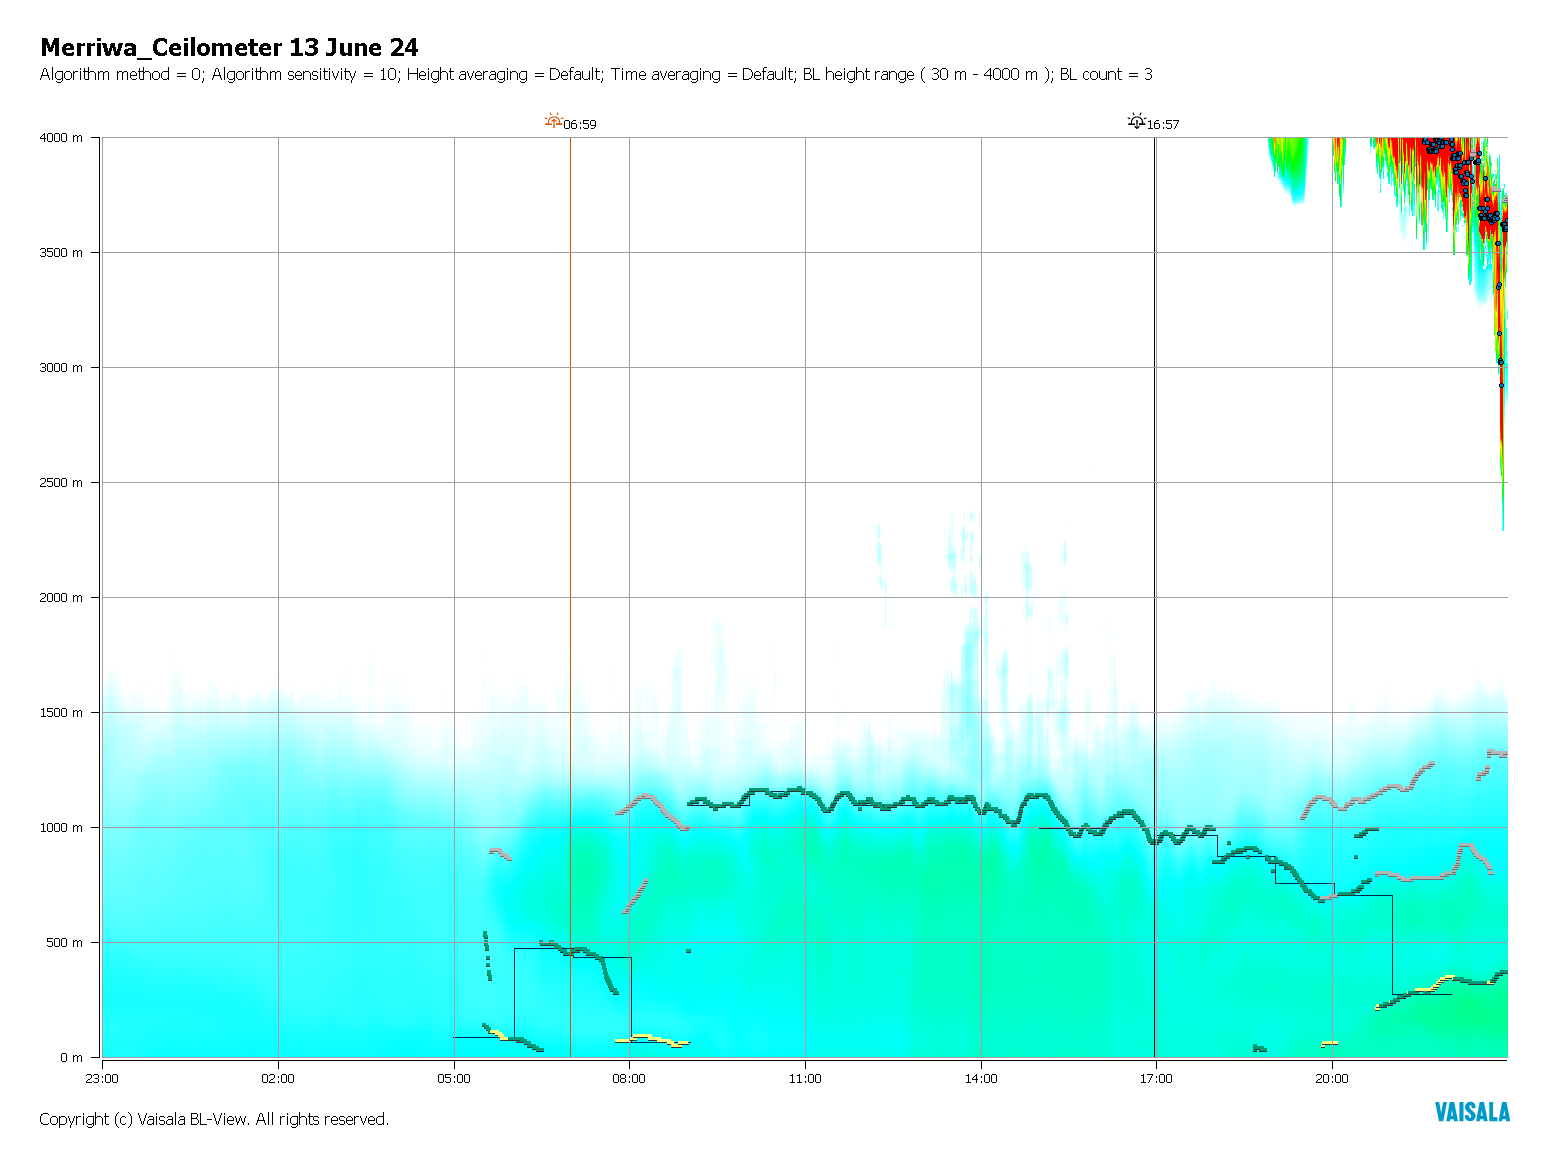 Merriwa_Ceilometer 13 June 24
Algorithm method = 0; Algorithm sensitivity = 10; Height averaging = Default; Time averaging = Default; BL height range ( 30 m - 4000 m ); BL count = 3
06:59
16:57
4000 m
3500 m
3000 m
2500 m
2000 m
1500 m
1000 m
500 m
0 m
23:00 02:00 05:00 08:00 11:00 14:00 17:00 20:00
Copyright (c) Vaisala BL-View. All rights reserved.
VAISALA